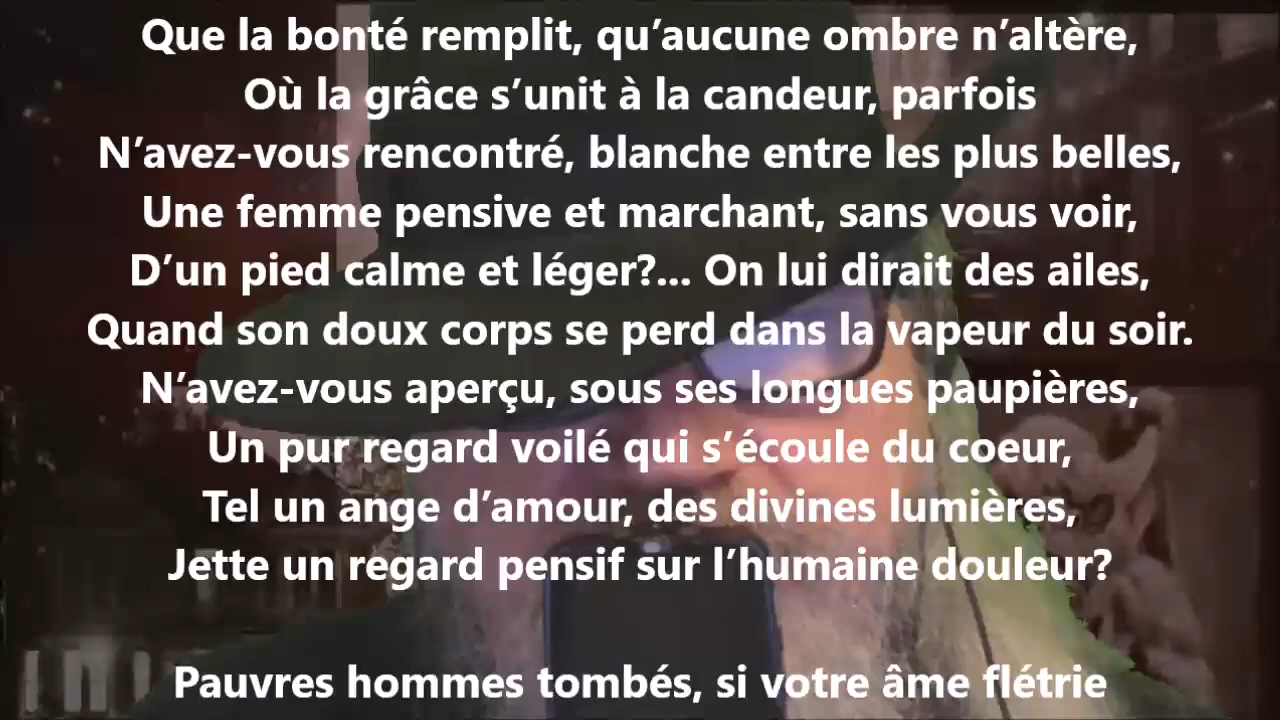 Que la bonté remplit, qu’aucune ombre n’altère,
Où la grâce s’unit à la candeur, parfois
N’avez-vous rencontré, blanche entre les plus belles,
Une femme pensive et marchant, sans vous voir,
D’un pied calme et léger?... On lui dirait des ailes,
Quand son doux corps se perd dans la vapeur du soir.
N’avez-vous aperçu, sous ses longues paupières,
Un pur regard voilé qui s’écoule du coeur,
Tel un ange d’amour, des divines lumières,
Jette un regard pensif sur l’humaine douleur?
Pauvres hommes tombés, si votre âme flétrie